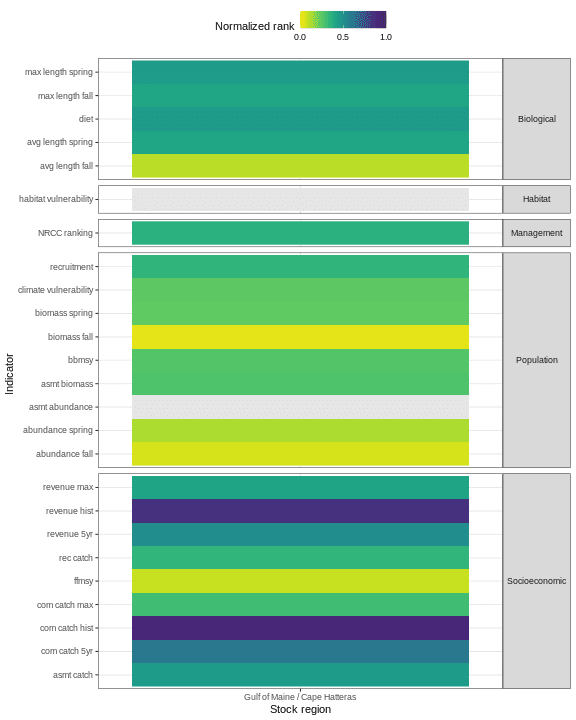 Normalized rank
0.0 0.5 1.0
max length spring
max length fall
diet
avg length spring
avg length fall
Biological
habitat vulnerability
Habitat
NRCC ranking
Management
recruitment
climate vulnerability
biomass spring
biomass fall
bbmsy
asmt biomass
asmt abundance
abundance spring
abundance fall
Population
revenue max
revenue hist
revenue 5yr
rec catch
ffmsy
com catch max
com catch hist
com catch 5yr
asmt catch
Socioeconomic
Indicator
Gulf of Maine / Cape Hatteras
Stock region